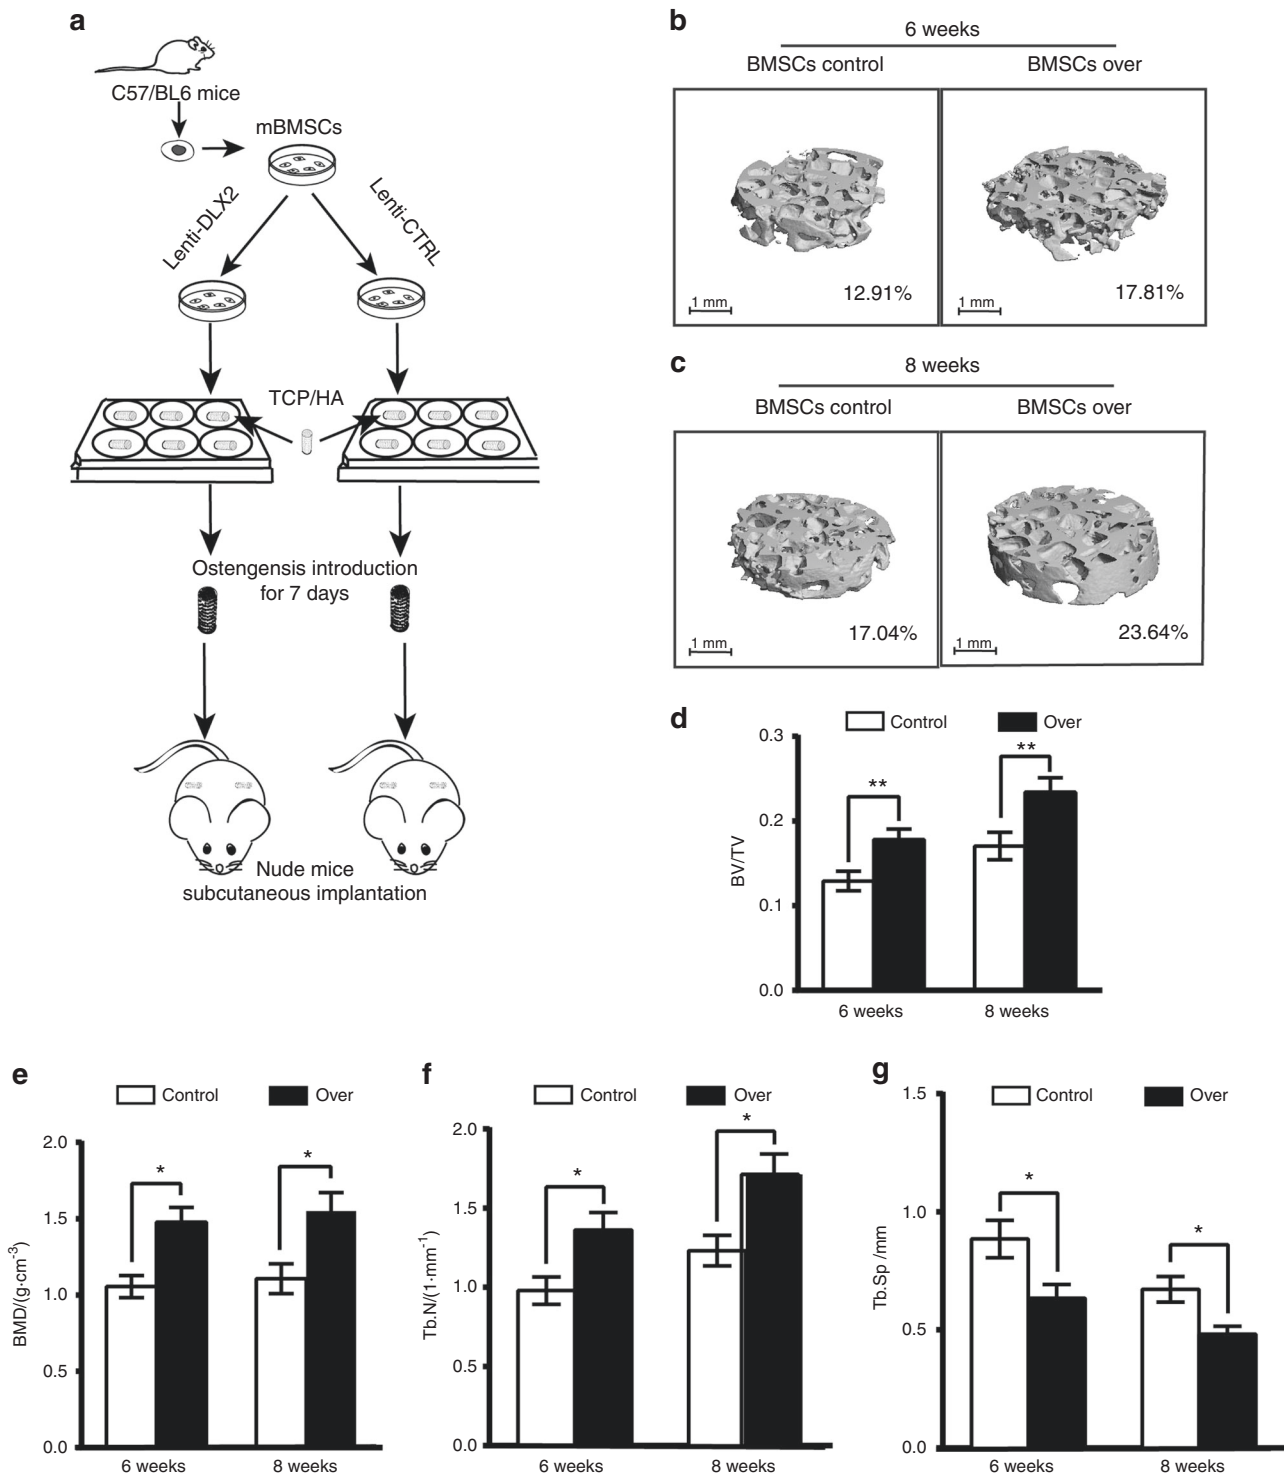 a
C57/BL6 mice
mBMSCs
Lenti-DLX2
Lenti-CTRL
TCP/HA
Ostengensis introduction
for 7 days
Nude mice
subcutaneous implantation
b
6 weeks
BMSCs control
BMSCs over
1 mm
12.91%
1 mm
17.81%
c
8 weeks
BMSCs control
BMSCs over
1 mm
17.04%
1 mm
23.64%
d
Control
Over
0.3
0.2
0.1
0.0
BV/TV
**
**
6 weeks
8 weeks
e
Control
Over
2.0
1.5
1.0
0.5
0.0
BMD/(g·cm⁻³)
*
*
6 weeks
8 weeks
f
Control
Over
2.0
1.5
1.0
0.5
0.0
Tb.N/(1·mm⁻¹)
*
*
6 weeks
8 weeks
g
Control
Over
1.5
1.0
0.5
0.0
Tb.Sp /mm
*
*
6 weeks
8 weeks